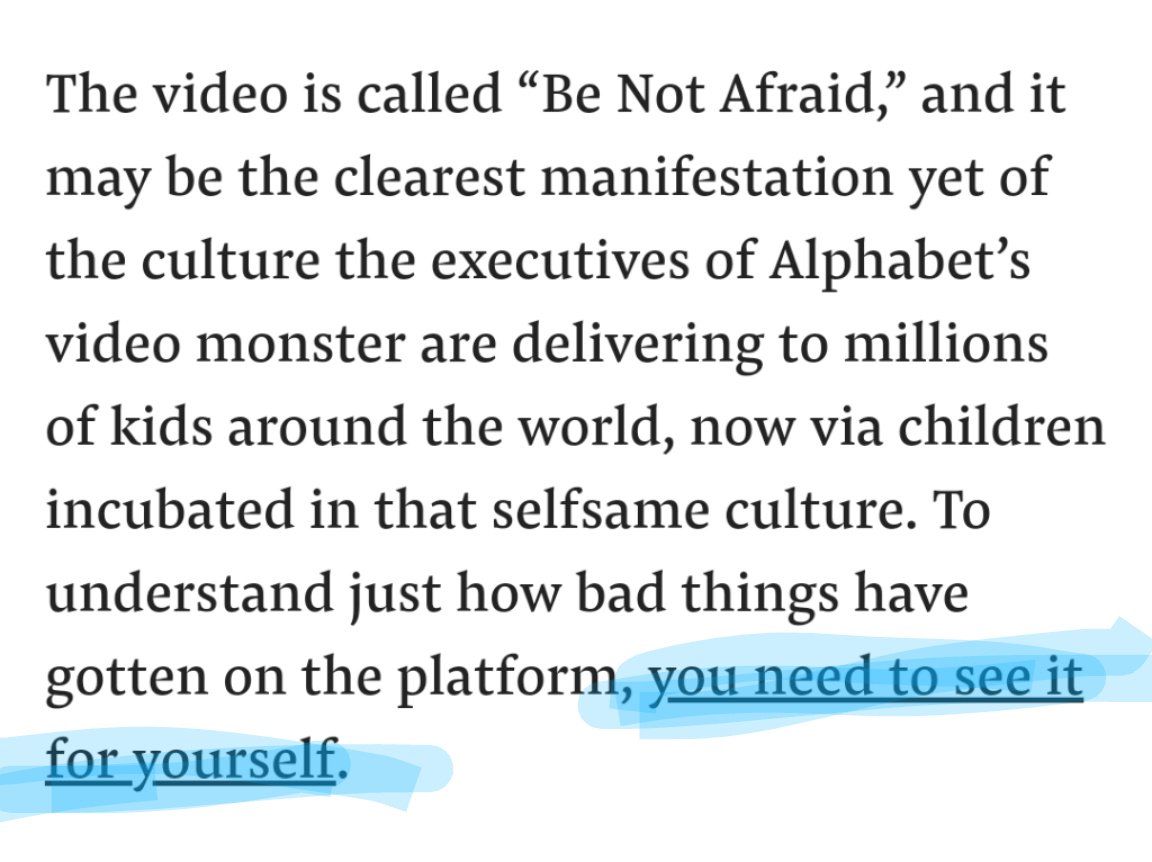 The video is called “Be Not Afraid,” and it
may be the clearest manifestation yet of
the culture the executives of Alphabet’s
video monster are delivering to millions
of kids around the world, now via children
incubated in that selfsame culture. To
understand just how bad things have
gotten on the platform, you need to see it
for yourself.